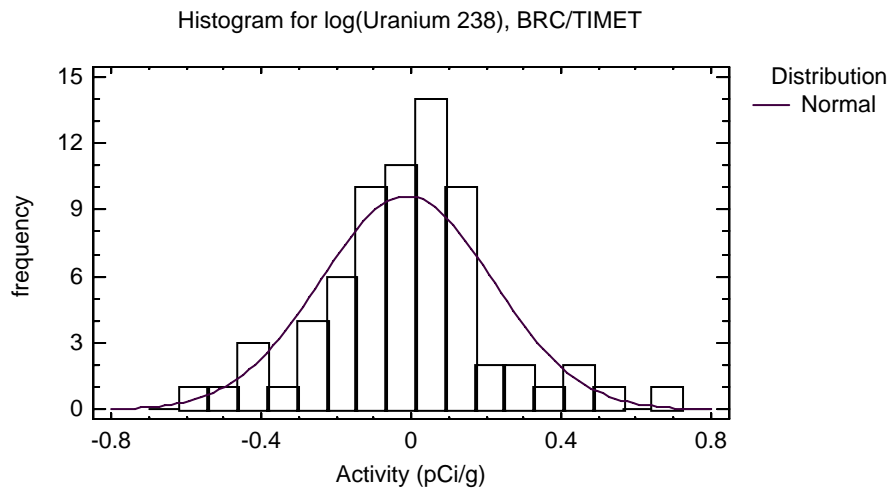 Histogram for log(Uranium 238), BRC/TIMET
Distribution
Normal
frequency
15
12
9
6
3
0
-0.8
-0.4
0
0.4
0.8
Activity (pCi/g)